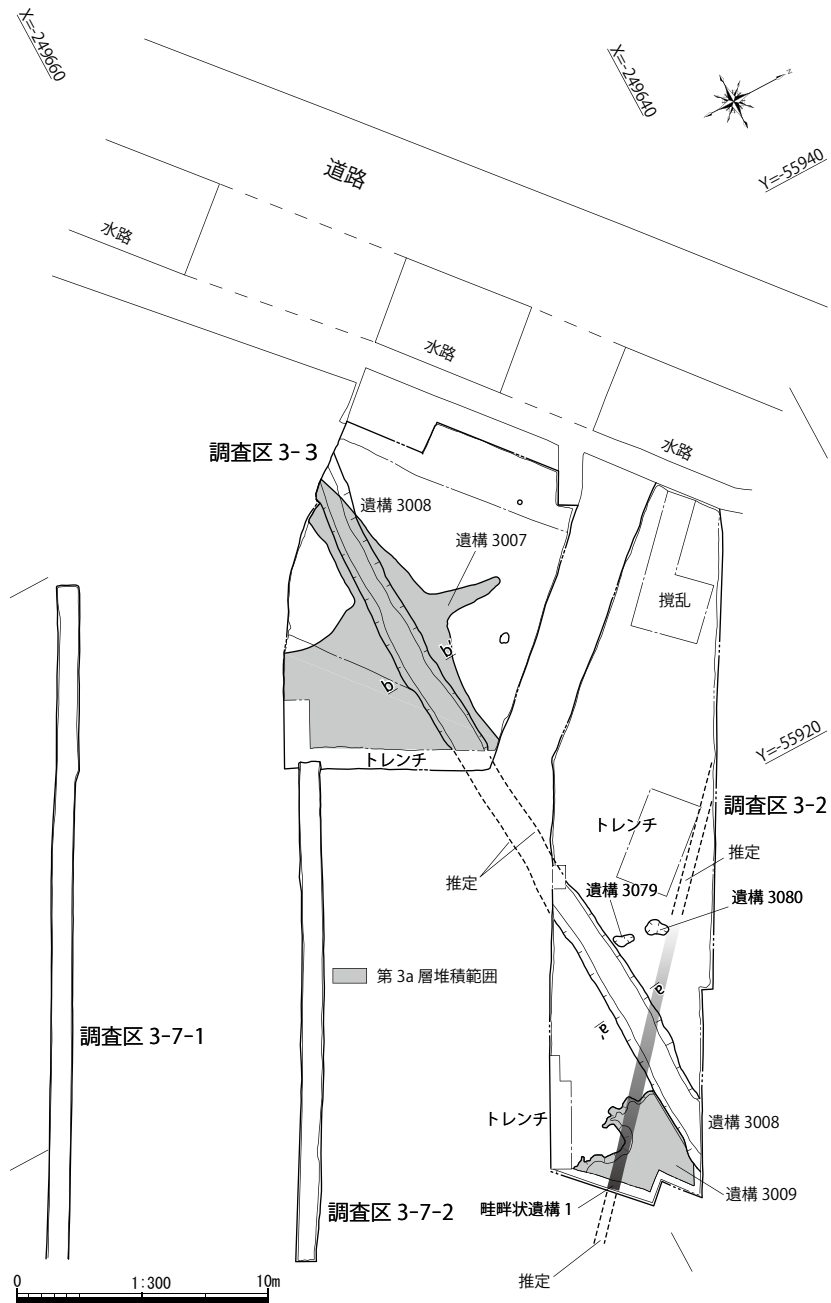 X=-249660
X=-249640
N
Y=-55940
道路
水路
水路
水路
調査区 3-3
遺構 3008
遺構 3007
撹乱
b
b'
Y=-55920
トレンチ
調査区 3-2
トレンチ
推定
推定
遺構 3079
遺構 3080
第 3a 層堆積範囲
a
a'
調査区 3-7-1
トレンチ
遺構 3008
遺構 3009
調査区 3-7-2
畦畔状遺構 1
推定
0 1:300 10m